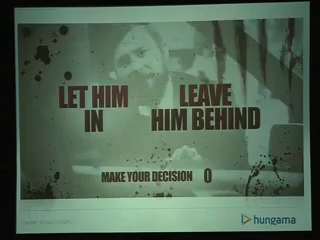 LET HIM
IN
LEAVE
HIM BEHIND
MAKE YOUR DECISION 0
hungama